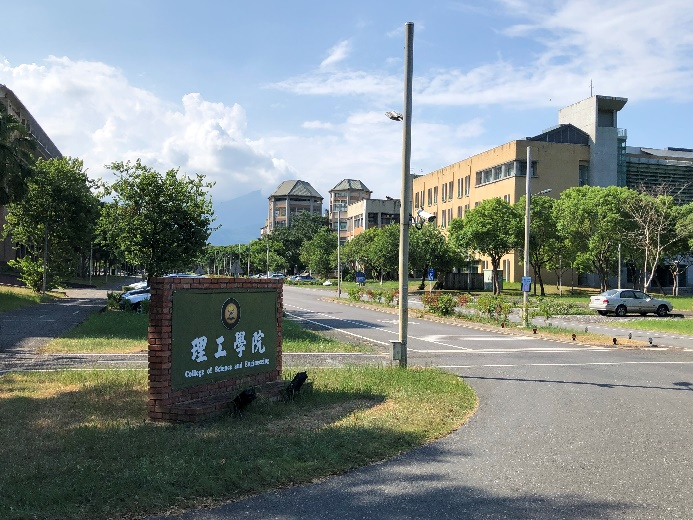 理工學院
College of Science and Engineering